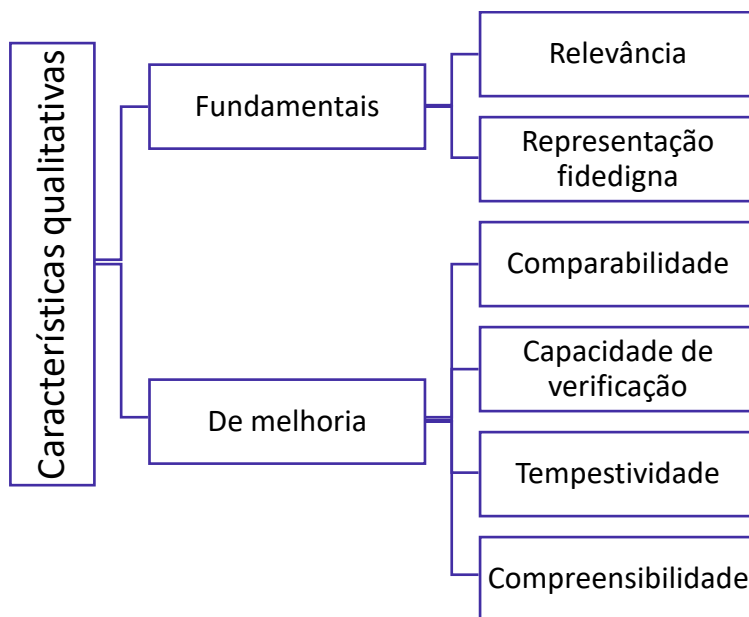 Características qualitativas
Fundamentais
Relevância
Representação
fidedigna
De melhoria
Comparabilidade
Capacidade de
verificação
Tempestividade
Compreensibilidade